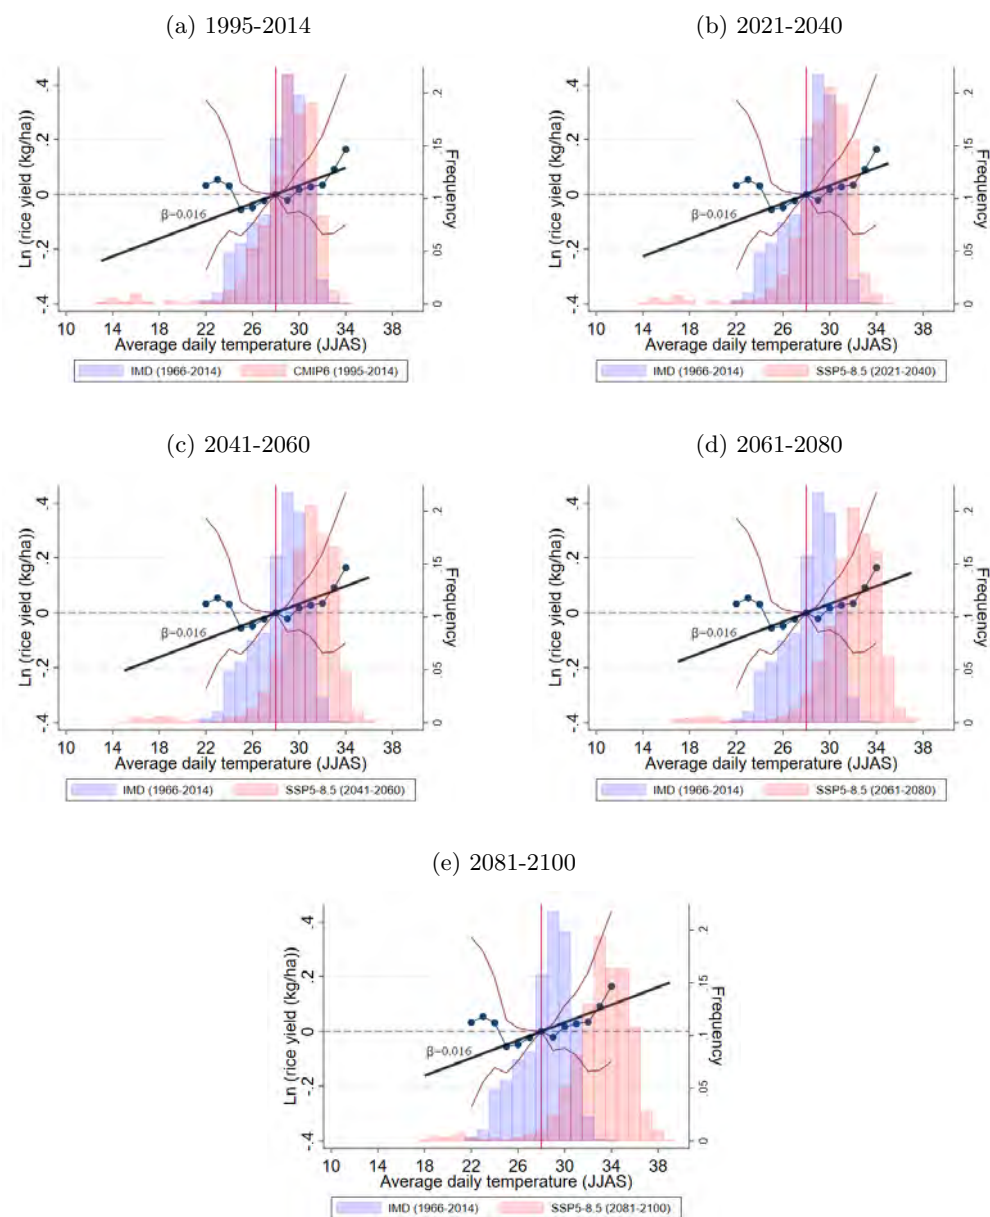 (a) 1995-2014
(b) 2021-2040
Ln (rice yield (kg/ha))
.4
.2
0
-.2
-.4
β=0.016
.2
.15
.1
.05
0
Frequency
10 14 18 22 26 30 34 38
Average daily temperature (JJAS)
IMD (1966-2014) CMIP6 (1995-2014)
Ln (rice yield (kg/ha))
.4
.2
0
-.2
-.4
β=0.016
.2
.15
.1
.05
0
Frequency
10 14 18 22 26 30 34 38
Average daily temperature (JJAS)
IMD (1966-2014) SSP5-8.5 (2021-2040)
(c) 2041-2060
(d) 2061-2080
Ln (rice yield (kg/ha))
.4
.2
0
-.2
-.4
β=0.016
.2
.15
.1
.05
0
Frequency
10 14 18 22 26 30 34 38
Average daily temperature (JJAS)
IMD (1966-2014) SSP5-8.5 (2041-2060)
Ln (rice yield (kg/ha))
.4
.2
0
-.2
-.4
β=0.016
.2
.15
.1
.05
0
Frequency
10 14 18 22 26 30 34 38
Average daily temperature (JJAS)
IMD (1966-2014) SSP5-8.5 (2061-2080)
(e) 2081-2100
Ln (rice yield (kg/ha))
.4
.2
0
-.2
-.4
β=0.016
.2
.15
.1
.05
0
Frequency
10 14 18 22 26 30 34 38
Average daily temperature (JJAS)
IMD (1966-2014) SSP5-8.5 (2081-2100)